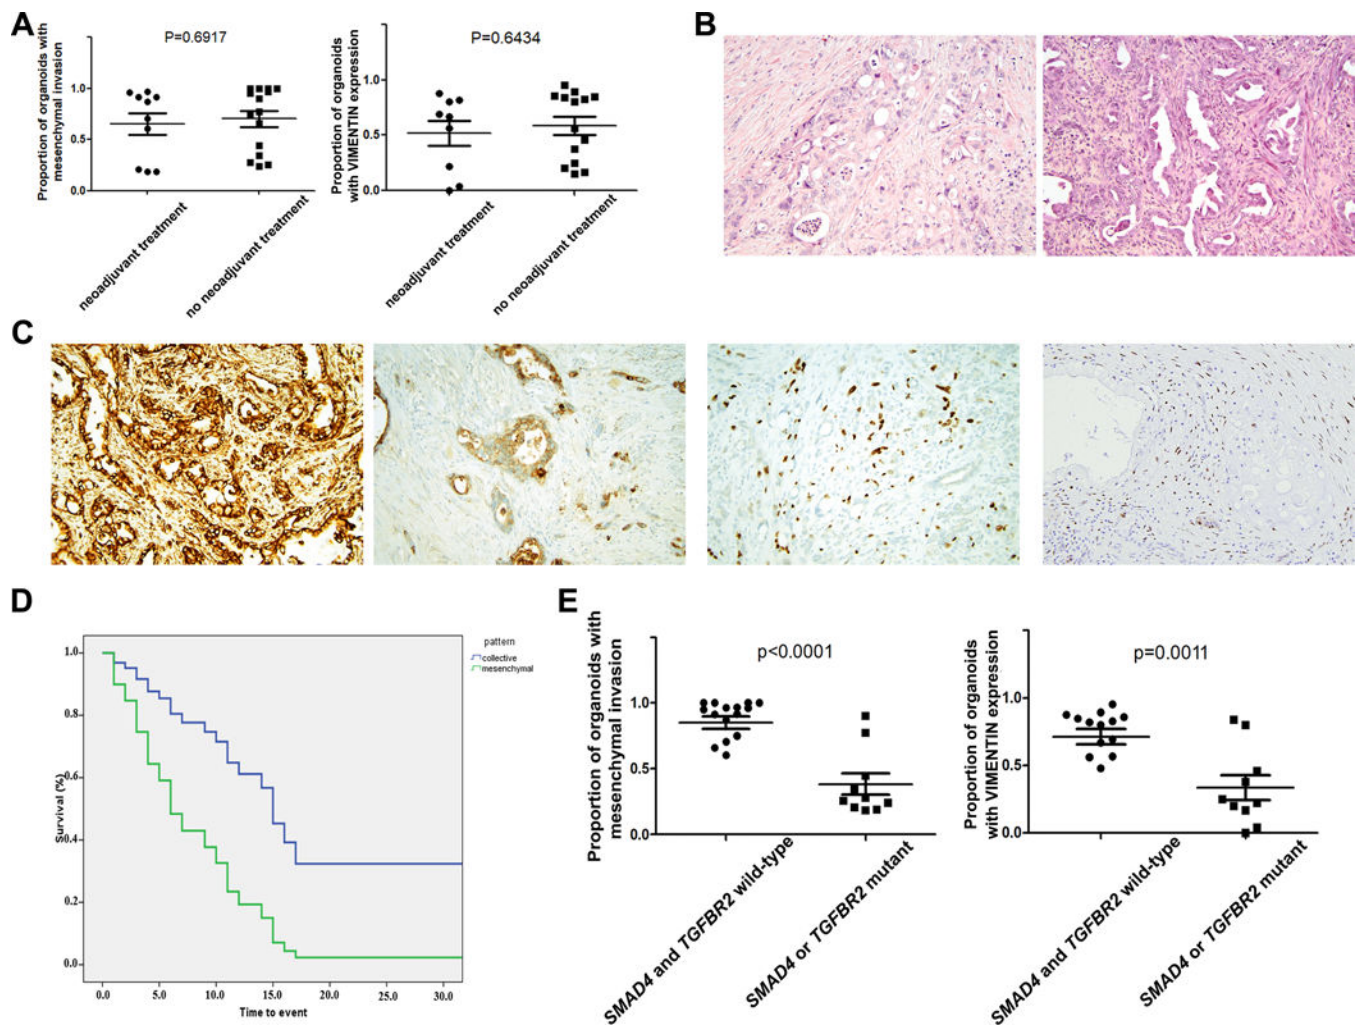 A
Proportion of organoids with
mesenchymal invasion
P=0.6917
1.0
0.5
0.0
neoadjuvant treatment
no neoadjuvant treatment
Proportion of organoids
with VIMENTIN expression
P=0.6434
1.0
0.5
0.0
neoadjuvant treatment
no neoadjuvant treatment
B
C
D
Survival (%)
1.0
0.8
0.6
0.4
0.2
0.0
0.0 5.0 10.0 15.0 20.0 25.0 30.0
Time to event
pattern
collective
mesenchymal
E
Proportion of organoids with
mesenchymal invasion
p<0.0001
1.0
0.5
0.0
SMAD4 and TGFBR2 wild-type
SMAD4 or TGFBR2 mutant
Proportion of organoids
with VIMENTIN expression
p=0.0011
1.0
0.5
0.0
SMAD4 and TGFBR2 wild-type
SMAD4 or TGFBR2 mutant